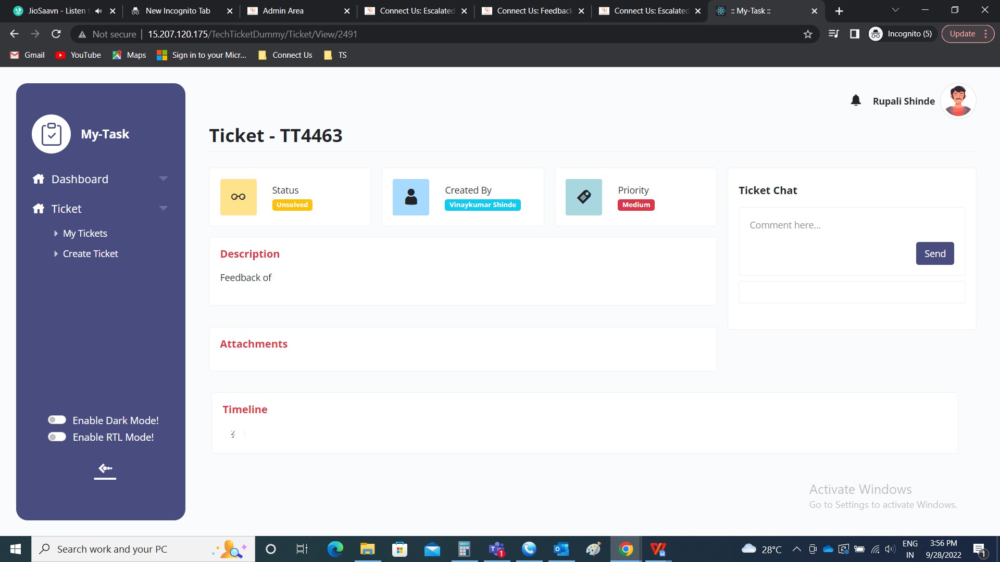 JioSaavn - Listen
New Incognito Tab
Admin Area
Connect Us: Escalated
Connect Us: Feedback
Connect Us: Escalated
:: My-Task ::
Not secure
15.207.120.175/TechTicketDummy/Ticket/View/2491
Incognito (5)
Update
Gmail
YouTube
Maps
Sign in to your Micr...
Connect Us
TS
Rupali Shinde
My-Task
Dashboard
Ticket
My Tickets
Create Ticket
Enable Dark Mode!
Enable RTL Mode!
Ticket - TT4463
Status
Unsolved
Created By
Vinaykumar Shinde
Priority
Medium
Description
Feedback of
Attachments
Timeline
2
Ticket Chat
Comment here...
Send
Activate Windows
Go to Settings to activate Windows.
Search work and your PC
1
28°C
ENG
IN
3:56 PM
9/28/2022
1